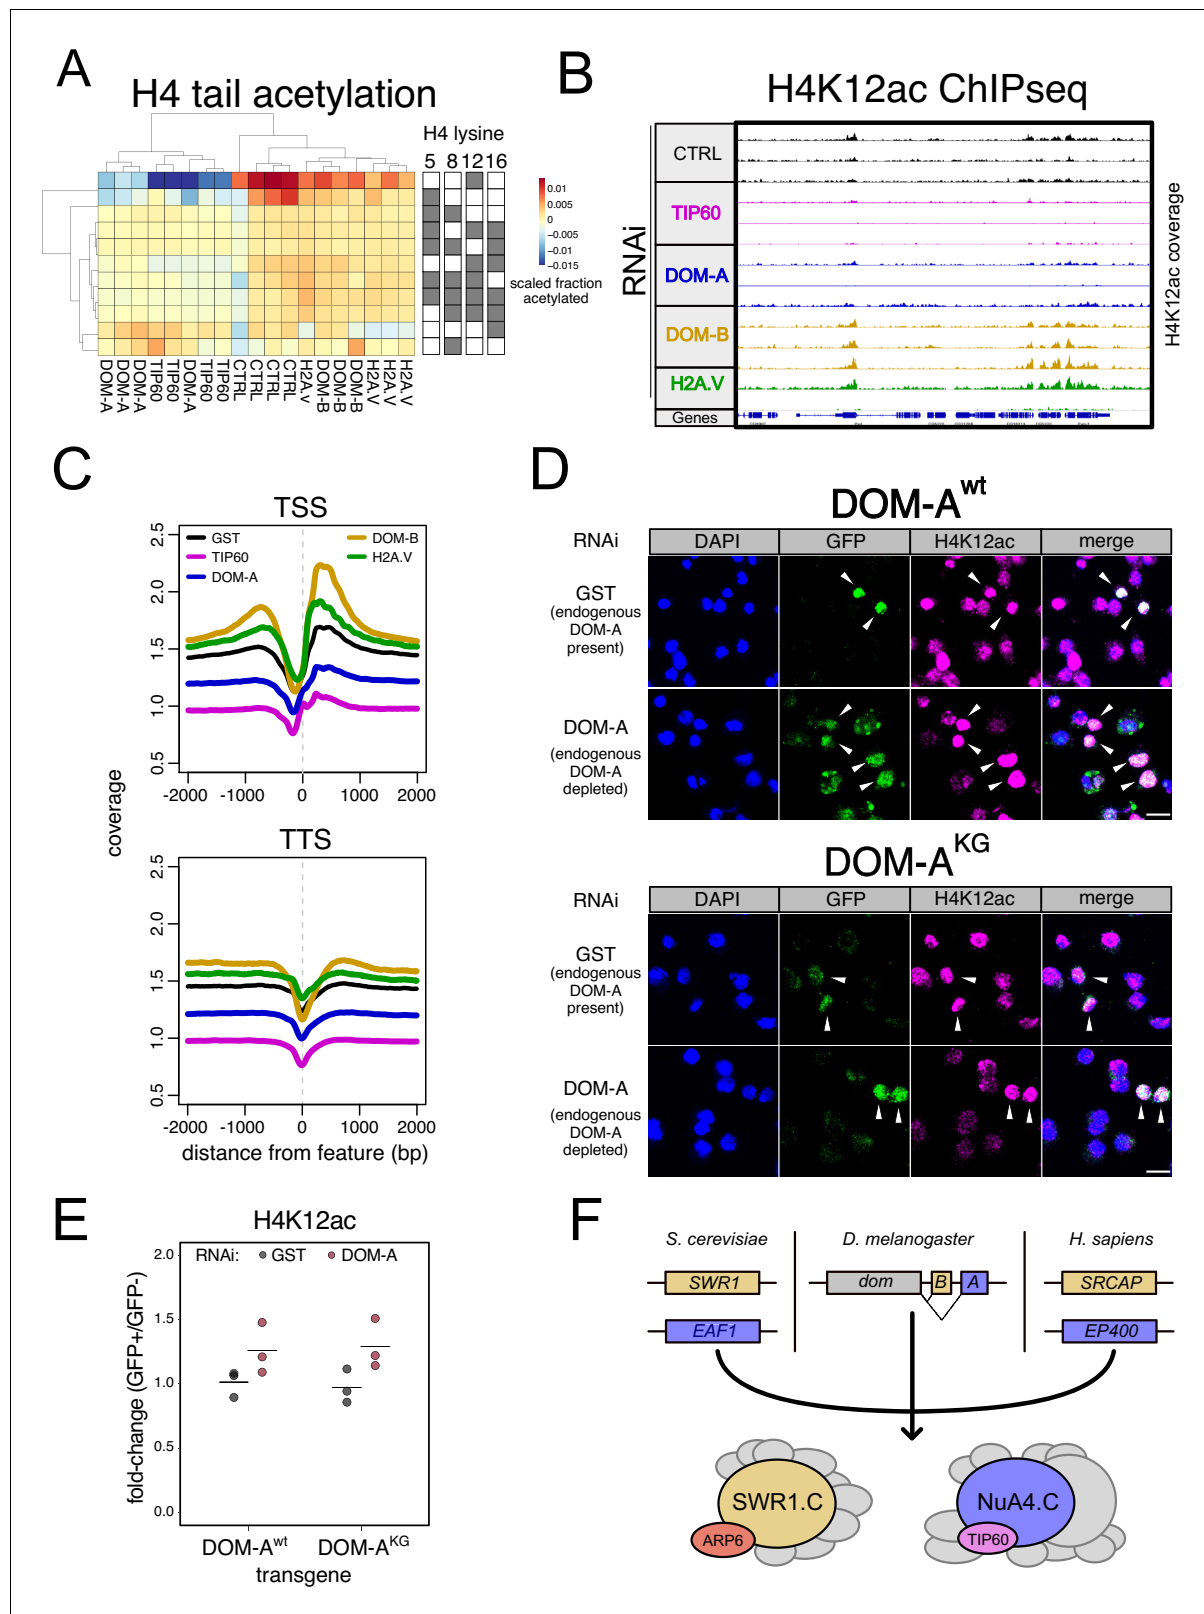 A
H4 tail acetylation
H4 lysine
5 8 12 16
0.01
0.005
0
−0.005
−0.01
−0.015
scaled fraction
acetylated
DOM-A
DOM-A
DOM-A
TIP60
TIP60
DOM-A
TIP60
TIP60
CTRL
CTRL
CTRL
CTRL
H2A.V
DOM-B
DOM-B
DOM-B
H2A.V
H2A.V
H2A.V
B
H4K12ac ChIPseq
RNAi
CTRL
TIP60
DOM-A
DOM-B
H2A.V
Genes
H4K12ac coverage
C
TSS
GST
TIP60
DOM-A
DOM-B
H2A.V
2.5
2.0
1.5
1.0
0.5
-2000 -1000 0 1000 2000
coverage
TTS
2.5
2.0
1.5
1.0
0.5
-2000 -1000 0 1000 2000
distance from feature (bp)
D
DOM-Awt
RNAi DAPI GFP H4K12ac merge
GST
(endogenous
DOM-A
present)
DOM-A
(endogenous
DOM-A
depleted)
DOM-AKG
RNAi DAPI GFP H4K12ac merge
GST
(endogenous
DOM-A
present)
DOM-A
(endogenous
DOM-A
depleted)
E
H4K12ac
RNAi: GST DOM-A
fold-change (GFP+/GFP-)
2.0
1.5
1.0
0.5
0.0
DOM-Awt DOM-AKG
transgene
F
S. cerevisiae D. melanogaster H. sapiens
SWR1 dom B A SRCAP
EAF1 EP400
SWR1.C NuA4.C
ARP6 TIP60